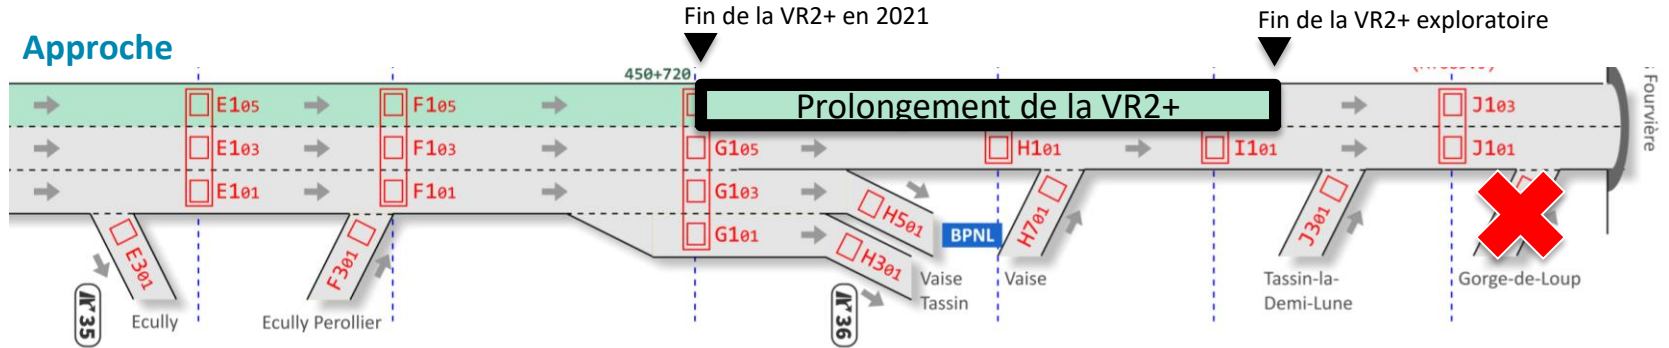 Fin de la VR2+ en 2021
Fin de la VR2+ exploratoire
Approche
450+720
Fourvière
E105
F105
Prolongement de la VR2+
J103
E103
F103
G105
H101
I101
J101
E101
F101
G103
G101
E301
F301
H501
H301
BPNL
H701
J301
35
Ecully
Ecully Perollier
36
Vaise
Tassin
Vaise
Tassin-la-
Demi-Lune
Gorge-de-Loup